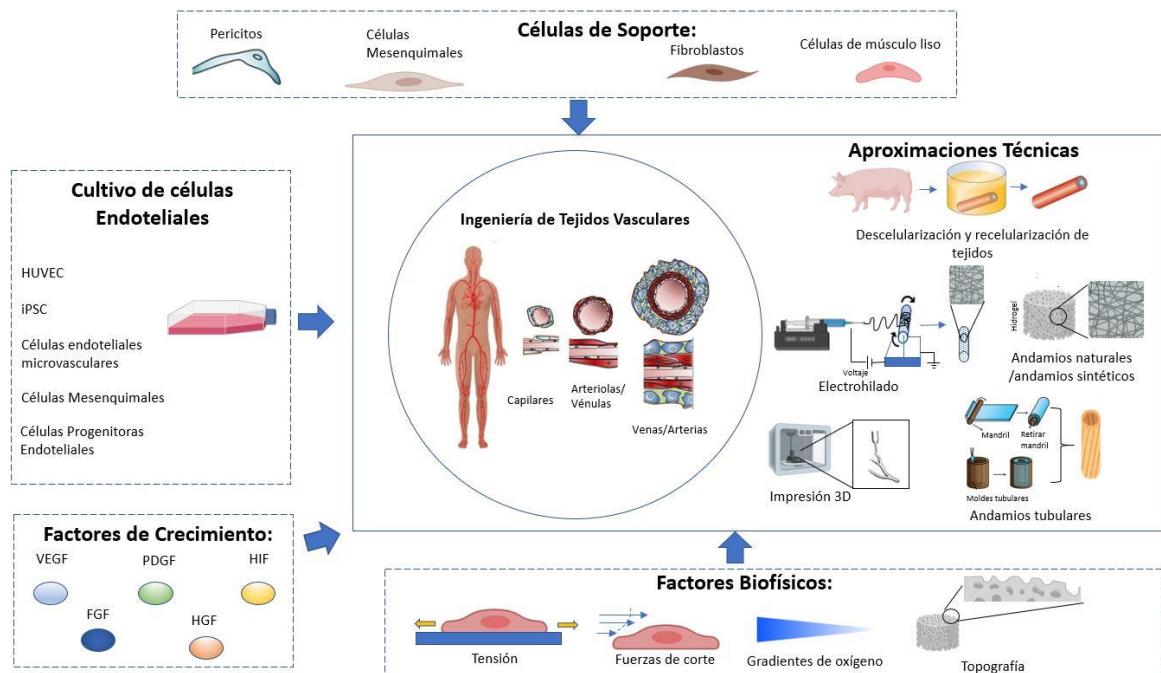 Células de Soporte:
Pericitos
Células
Mesenquimales
Fibroblastos
Células de músculo liso
Cultivo de células
Endoteliales
HUVEC
iPSC
Células endoteliales
microvasculares
Células Mesenquimales
Células Progenitoras
Endoteliales
Ingeniería de Tejidos Vasculares
Capilares
Arteriolas/
Vénulas
Venas/Arterias
Aproximaciones Técnicas
Descelularización y recelularización de
tejidos
Voltaje
Electrohilado
Hidrogel
Andamios naturales
/andamios sintéticos
Impresión 3D
Mandril
Retirar
mandril
Moldes tubulares
Andamios tubulares
Factores de Crecimiento:
VEGF
PDGF
HIF
FGF
HGF
Factores Biofísicos:
Tensión
Fuerzas de corte
Gradientes de oxígeno
Topografía